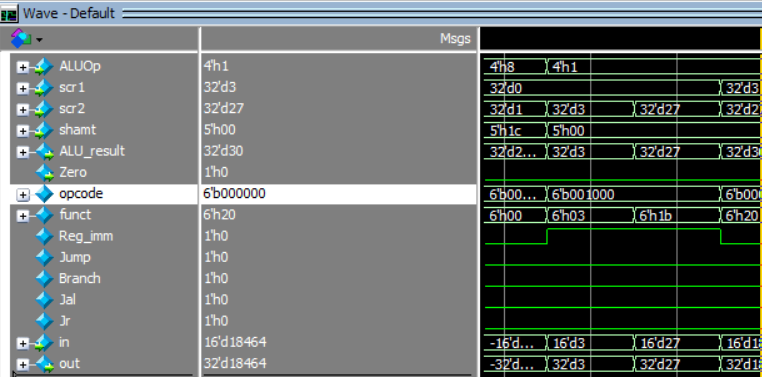 Wave - Default
Msgs
ALUOp 4'h1 4'h8 4'h1
scr1 32'd3 32'd0 32'd3
scr2 32'd27 32'd1 32'd3 32'd27 32'd2
shamt 5'h00 5'h1c 5'h00
ALU_result 32'd30 32'd2... 32'd3 32'd27 32'd3
Zero 1'h0
opcode 6'b000000 6'b00... 6'b001000 6'b00
funct 6'h20 6'h00 6'h03 6'h1b 6'h20
Reg_imm 1'h0
Jump 1'h0
Branch 1'h0
Jal 1'h0
Jr 1'h0
in 16'd18464 -16'd... 16'd3 16'd27 16'd1
out 32'd18464 -32'd... 32'd3 32'd27 32'd1